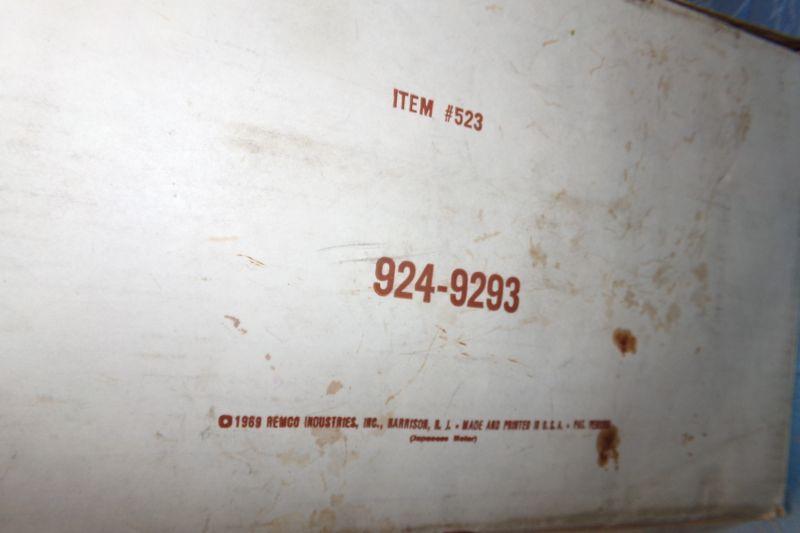 ITEM #523
924-9293
©1969 REMCO INDUSTRIES, INC., HARRISON, N. J. • MADE AND PRINTED IN U.S.A. • PAT. PENDING
(Japanese Motor)